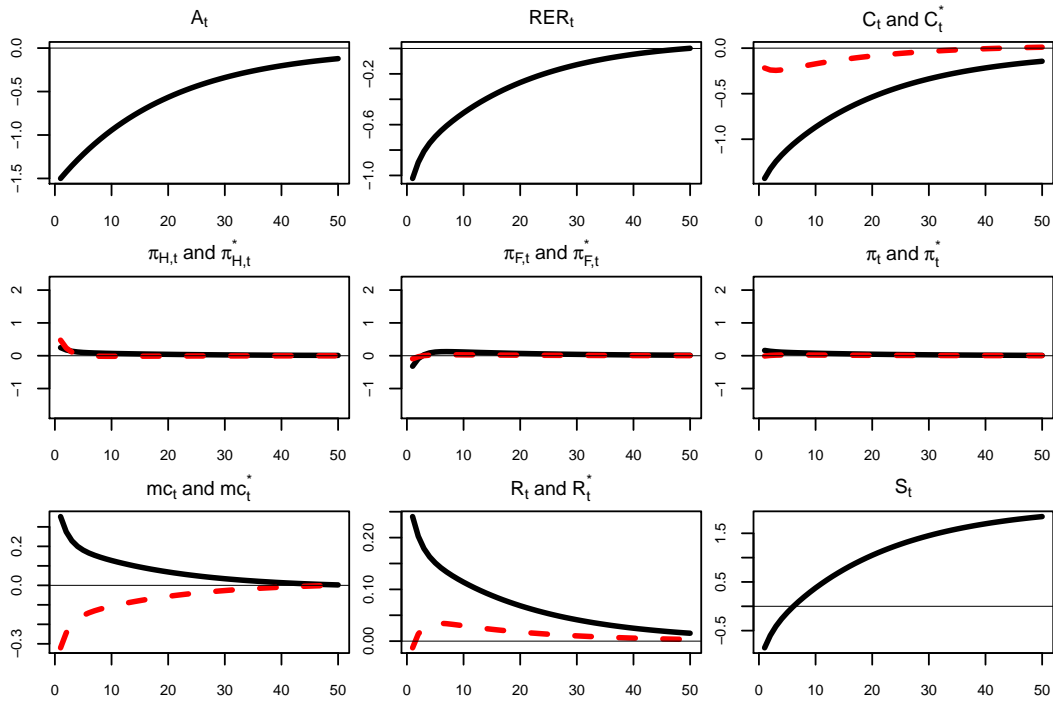 A_t
0.0
−0.5
−1.0
−1.5
0 10 20 30 40 50
RER_t
−0.2
−0.6
−1.0
0 10 20 30 40 50
C_t and C_t^*
0.0
−0.5
−1.0
0 10 20 30 40 50
π_{H,t} and π_{H,t}^*
2
1
0
−1
0 10 20 30 40 50
π_{F,t} and π_{F,t}^*
2
1
0
−1
0 10 20 30 40 50
π_t and π_t^*
2
1
0
−1
0 10 20 30 40 50
mc_t and mc_t^*
0.2
0.0
−0.3
0 10 20 30 40 50
R_t and R_t^*
0.20
0.10
0.00
0 10 20 30 40 50
S_t
1.5
0.5
−0.5
0 10 20 30 40 50